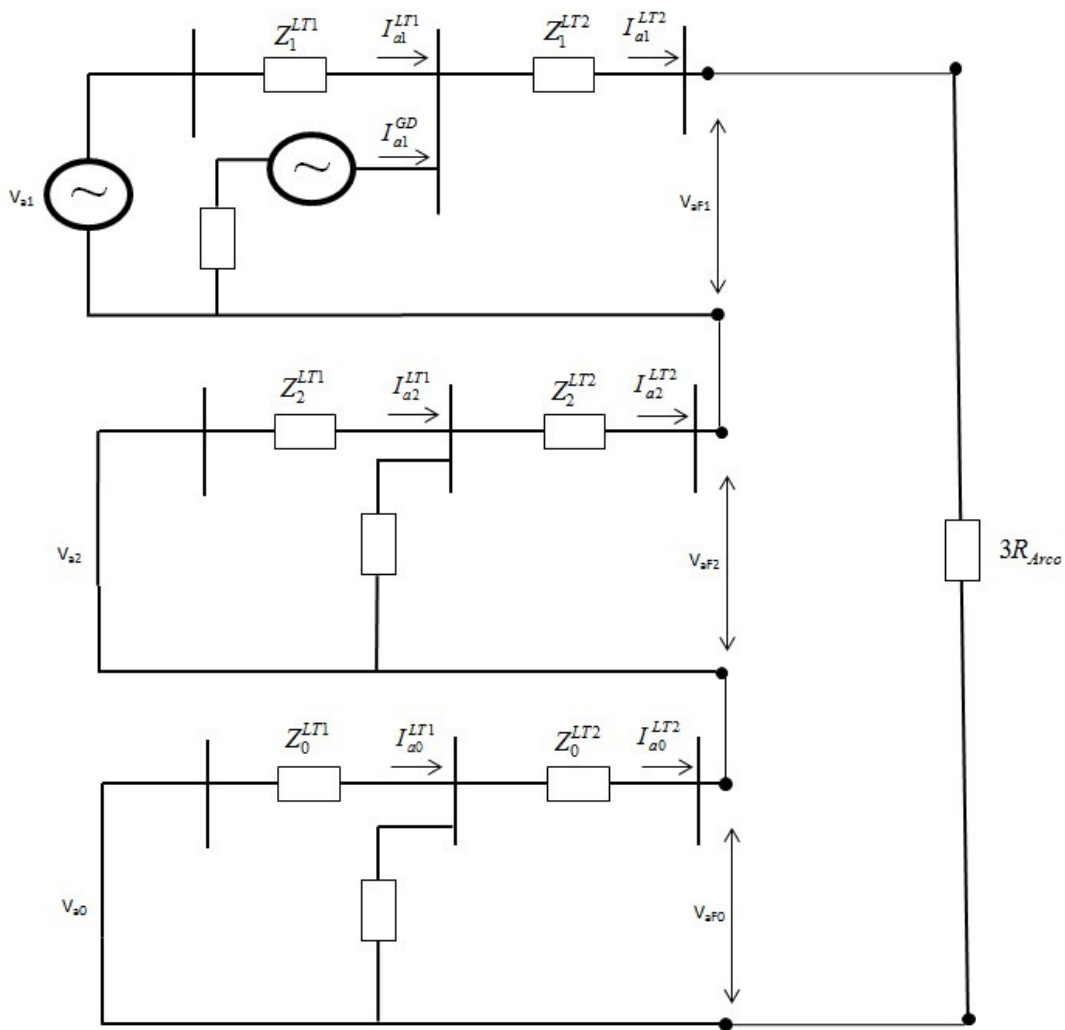 Z_1^{LT1} I_{a1}^{LT1} Z_1^{LT2} I_{a1}^{LT2}
I_{a1}^{GD}
V_{a1} V_{aF1}
Z_2^{LT1} I_{a2}^{LT1} Z_2^{LT2} I_{a2}^{LT2}
V_{a2} V_{aF2} 3R_{Arco}
Z_0^{LT1} I_{a0}^{LT1} Z_0^{LT2} I_{a0}^{LT2}
V_{a0} V_{aF0}